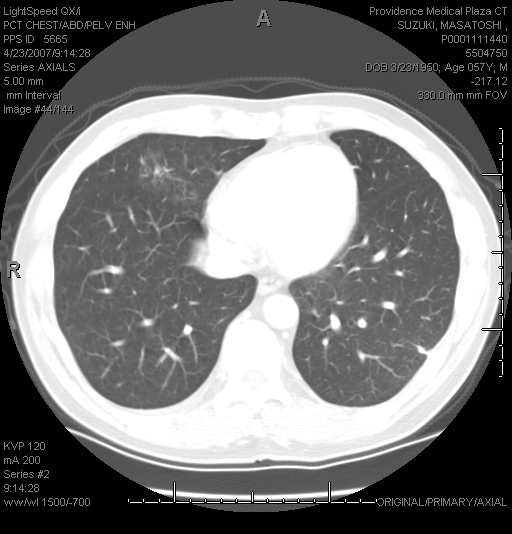 LightSpeed QX/i
PCT CHEST/ABD/PELV ENH
PPS ID 5665
4/23/2007/9:14:28
Series AXIALS
5.00 mm
mm Interval
Image #44/144
A
Providence Medical Plaza CT
SUZUKI, MASATOSHI ,
P0001111440
5504750
DOB 3/23/1950; Age 057Y; M
-217.12
330.0 mm FOV
R
KVP 120
mA 200
Series #2
9:14:28
ww/wl 1500/-700
ORIGINAL/PRIMARY/AXIAL